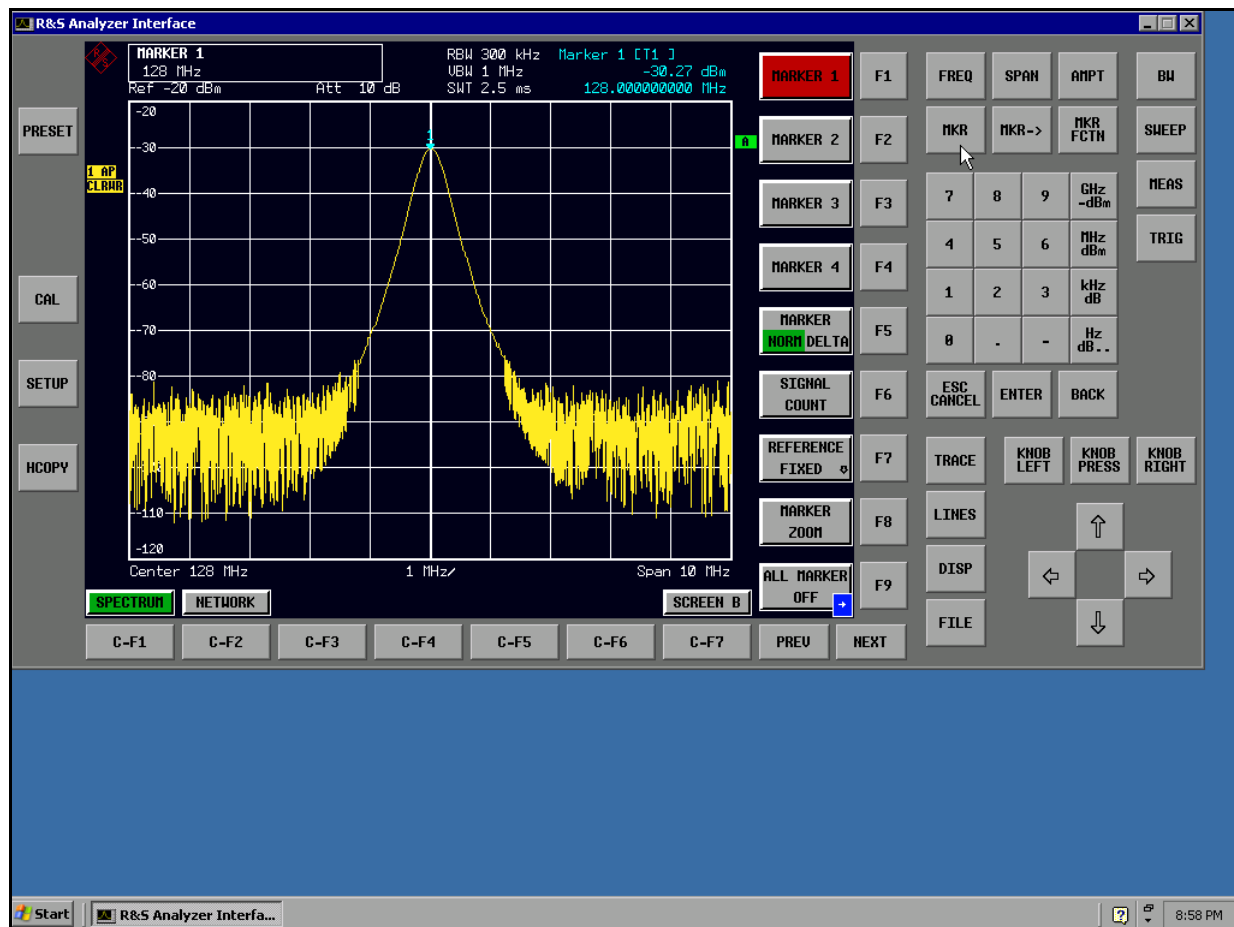 R&S Analyzer Interface
MARKER 1
128 MHz
Ref -20 dBm
Att 10 dB
RBW 300 kHz
VBW 1 MHz
SWT 2.5 ms
Marker 1 [T1 ]
-30.27 dBm
128.000000000 MHz
-20
-30
-40
-50
-60
-70
-80
-110
-120
1
A
1 AP
CLRWR
Center 128 MHz
1 MHz/
Span 10 MHz
SPECTRUM
NETWORK
SCREEN B
PRESET
CAL
SETUP
HCOPY
MARKER 1
MARKER 2
MARKER 3
MARKER 4
MARKER
NORM DELTA
SIGNAL
COUNT
REFERENCE
FIXED
MARKER
ZOOM
ALL MARKER
OFF
F1
F2
F3
F4
F5
F6
F7
F8
F9
C-F1
C-F2
C-F3
C-F4
C-F5
C-F6
C-F7
PREV
NEXT
FREQ
SPAN
AMPT
BW
MKR
MKR->
MKR
FCTN
SWEEP
7
8
9
GHz
-dBm
MEAS
4
5
6
MHz
dBm
TRIG
1
2
3
kHz
dB
0
.
-
Hz
dB..
ESC
CANCEL
ENTER
BACK
TRACE
KNOB
LEFT
KNOB
PRESS
KNOB
RIGHT
LINES
DISP
FILE
Start
R&S Analyzer Interfa...
8:58 PM